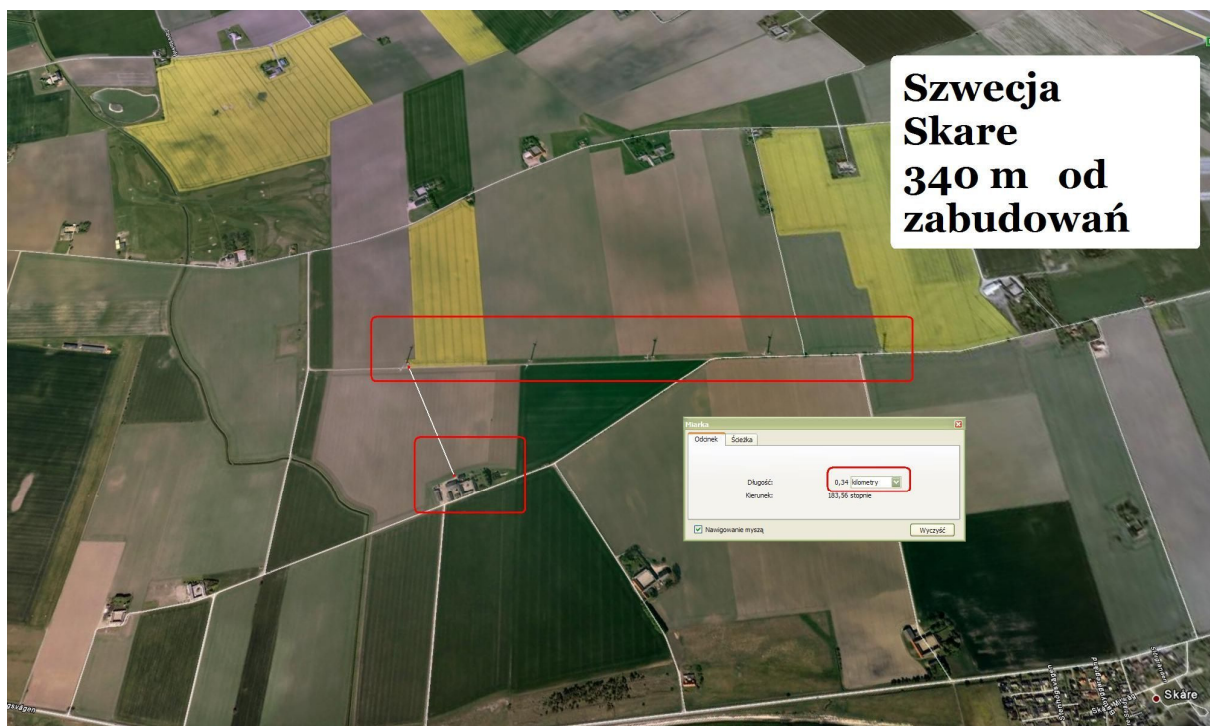 Szwecja
Skare
340 m od
zabudowań
Miarka
Odcinek Ścieżka
Długość: 0,34 kilometry
Kierunek: 183,56 stopnie
Nawigowanie myszą Wyczyść
Skåre